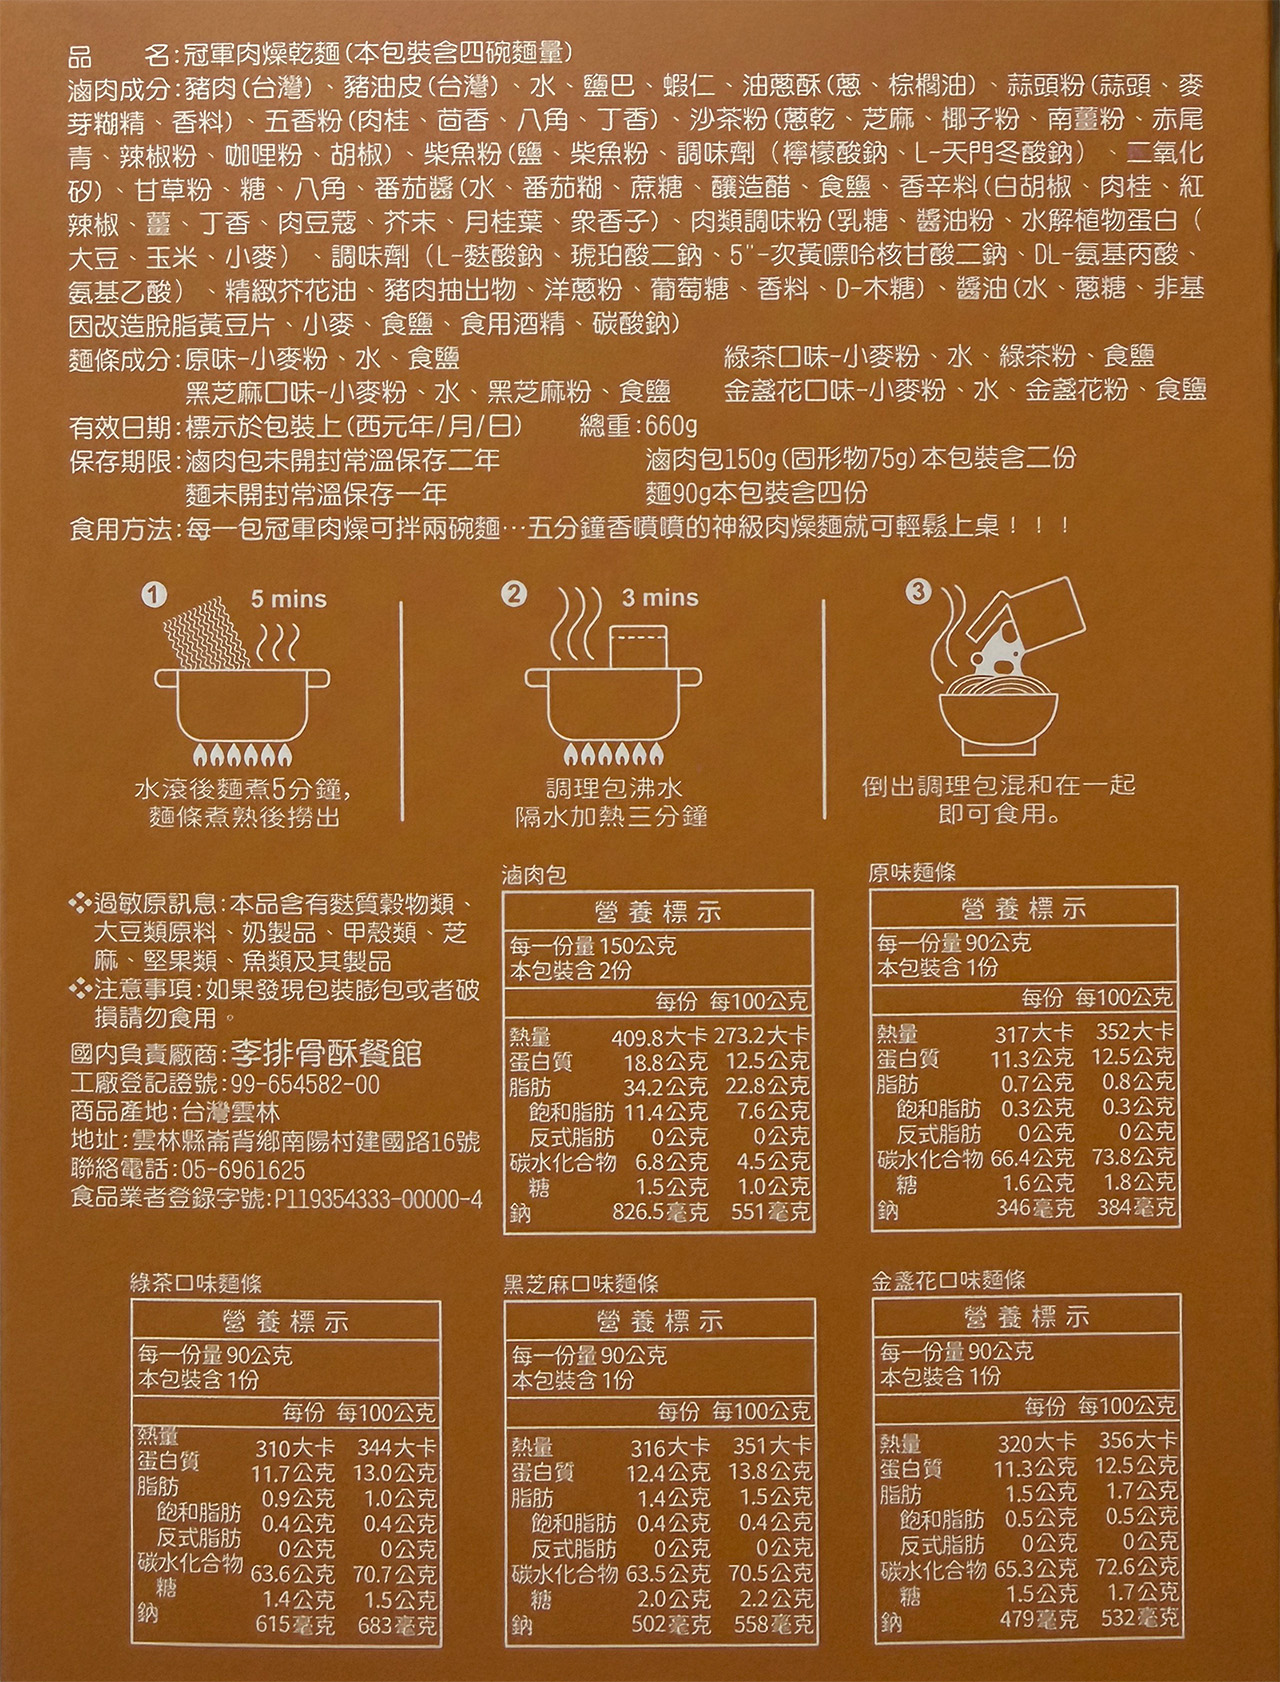 品　　名:冠軍肉燥乾麵(本包裝含四碗麵量)
滷肉成分:豬肉(台灣)、豬油皮(台灣)、水、鹽巴、蝦仁、油蔥酥(蔥、棕櫚油)、蒜頭粉(蒜頭、麥
芽糊精、香料)、五香粉(肉桂、茴香、八角、丁香)、沙茶粉(蔥乾、芝麻、椰子粉、南薑粉、赤尾
青、辣椒粉、咖哩粉、胡椒)、柴魚粉(鹽、柴魚粉、調味劑（檸檬酸鈉、L-天門冬酸鈉）、二氧化
矽)、甘草粉、糖、八角、番茄醬(水、番茄糊、蔗糖、釀造醋、食鹽、香辛料(白胡椒、肉桂、紅
辣椒、薑、丁香、肉豆蔻、芥末、月桂葉、衆香子)、肉類調味粉(乳糖、醬油粉、水解植物蛋白（
大豆、玉米、小麥）、調味劑（L-麩酸鈉、琥珀酸二鈉、5"-次黃嘌呤核甘酸二鈉、DL-氨基丙酸、
氨基乙酸）、精緻芥花油、豬肉抽出物、洋蔥粉、葡萄糖、香料、D-木糖)、醬油(水、蔥糖、非基
因改造脫脂黃豆片、小麥、食鹽、食用酒精、碳酸鈉)
麵條成分:原味-小麥粉、水、食鹽　綠茶口味-小麥粉、水、綠茶粉、食鹽
黑芝麻口味-小麥粉、水、黑芝麻粉、食鹽　金盞花口味-小麥粉、水、金盞花粉、食鹽
有效日期:標示於包裝上(西元年/月/日)　總重:660g
保存期限:滷肉包未開封常溫保存二年　滷肉包150g(固形物75g)本包裝含二份
麵未開封常溫保存一年　麵90g本包裝含四份
食用方法:每一包冠軍肉燥可拌兩碗麵…五分鐘香噴噴的神級肉燥麵就可輕鬆上桌！！！
1 5 mins
水滾後麵煮5分鐘,
麵條煮熟後撈出
2 3 mins
調理包沸水
隔水加熱三分鐘
3
倒出調理包混和在一起
即可食用。
❖過敏原訊息:本品含有麩質穀物類、
大豆類原料、奶製品、甲殼類、芝
麻、堅果類、魚類及其製品
❖注意事項:如果發現包裝膨包或者破
損請勿食用。
國內負責廠商:李排骨酥餐館
工廠登記證號:99-654582-00
商品產地:台灣雲林
地址:雲林縣崙背鄉南陽村建國路16號
聯絡電話:05-6961625
食品業者登錄字號:P119354333-00000-4
滷肉包
營養標示
每一份量 150公克
本包裝含 2份
每份 每100公克
熱量 409.8大卡 273.2大卡
蛋白質 18.8公克 12.5公克
脂肪 34.2公克 22.8公克
飽和脂肪 11.4公克 7.6公克
反式脂肪 0公克 0公克
碳水化合物 6.8公克 4.5公克
糖 1.5公克 1.0公克
鈉 826.5毫克 551毫克
原味麵條
營養標示
每一份量 90公克
本包裝含 1份
每份 每100公克
熱量 317大卡 352大卡
蛋白質 11.3公克 12.5公克
脂肪 0.7公克 0.8公克
飽和脂肪 0.3公克 0.3公克
反式脂肪 0公克 0公克
碳水化合物 66.4公克 73.8公克
糖 1.6公克 1.8公克
鈉 346毫克 384毫克
綠茶口味麵條
營養標示
每一份量 90公克
本包裝含 1份
每份 每100公克
熱量 310大卡 344大卡
蛋白質 11.7公克 13.0公克
脂肪 0.9公克 1.0公克
飽和脂肪 0.4公克 0.4公克
反式脂肪 0公克 0公克
碳水化合物 63.6公克 70.7公克
糖 1.4公克 1.5公克
鈉 615毫克 683毫克
黑芝麻口味麵條
營養標示
每一份量 90公克
本包裝含 1份
每份 每100公克
熱量 316大卡 351大卡
蛋白質 12.4公克 13.8公克
脂肪 1.4公克 1.5公克
飽和脂肪 0.4公克 0.4公克
反式脂肪 0公克 0公克
碳水化合物 63.5公克 70.5公克
糖 2.0公克 2.2公克
鈉 502毫克 558毫克
金盞花口味麵條
營養標示
每一份量 90公克
本包裝含 1份
每份 每100公克
熱量 320大卡 356大卡
蛋白質 11.3公克 12.5公克
脂肪 1.5公克 1.7公克
飽和脂肪 0.5公克 0.5公克
反式脂肪 0公克 0公克
碳水化合物 65.3公克 72.6公克
糖 1.5公克 1.7公克
鈉 479毫克 532毫克